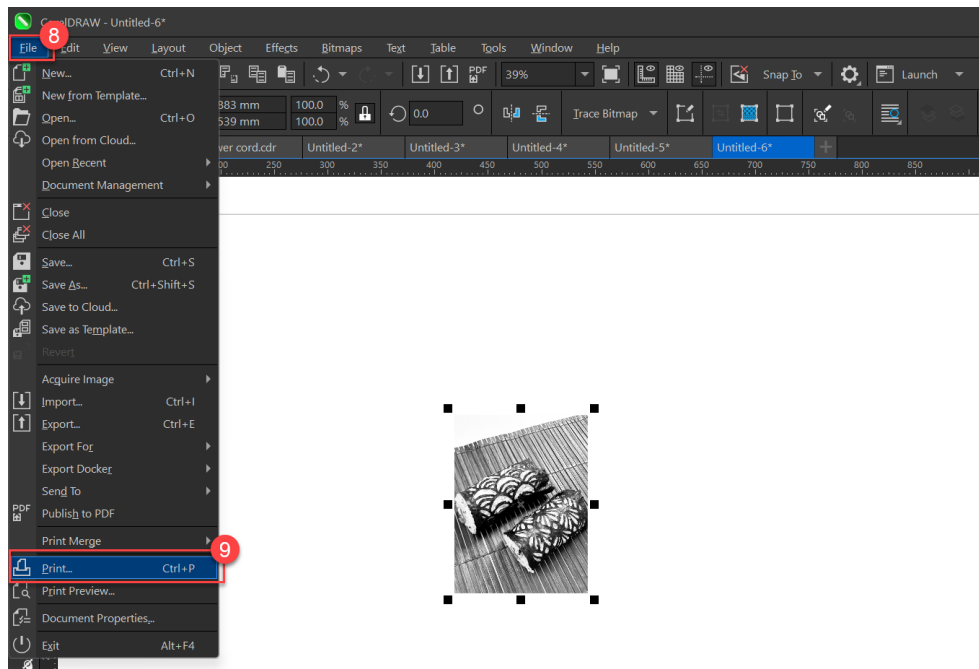 CorelDRAW - Untitled-6*
8
File Edit View Layout Object Effects Bitmaps Text Table Tools Window Help
PDF 39% Snap To Launch
383 mm 100.0 %
539 mm 100.0 %
0.0 Trace Bitmap
wer cord.cdr Untitled-2* Untitled-3* Untitled-4* Untitled-5* Untitled-6*
200 250 300 350 400 450 500 550 600 650 700 750 800 850
New... Ctrl+N
New from Template...
Open... Ctrl+O
Open from Cloud...
Open Recent
Document Management
Close
Close All
Save... Ctrl+S
Save As... Ctrl+Shift+S
Save to Cloud...
Save as Template...
Revert
Acquire Image
Import... Ctrl+I
Export... Ctrl+E
Export For
Export Docker
Send To
PDF Publish to PDF
Print Merge
9
Print... Ctrl+P
Print Preview...
Document Properties...
Exit Alt+F4